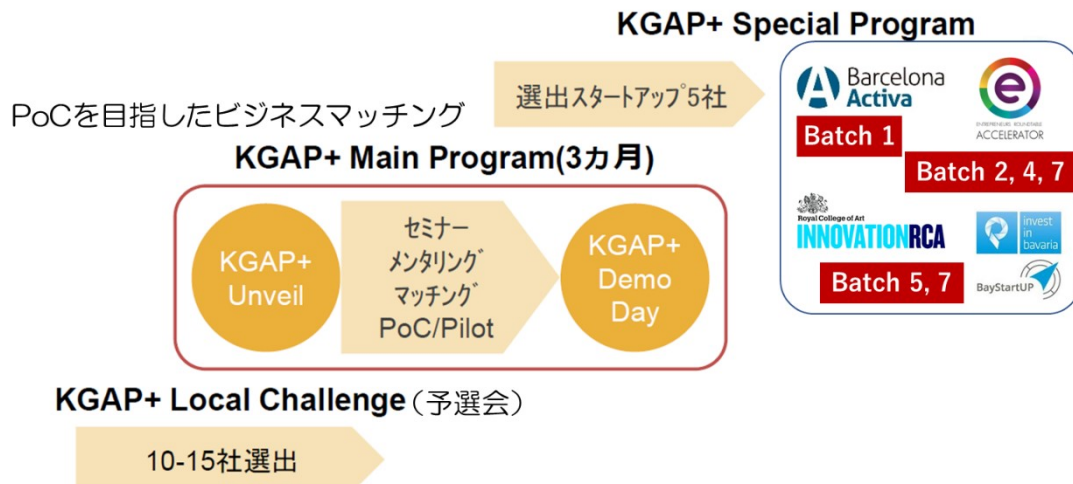 KGAP+ Special Program
選出スタートアップ5社
Barcelona
Activa
Batch 1
e
ENTREPRENEURS ROUNDTABLE
ACCELERATOR
Batch 2, 4, 7
Royal College of Art
INNOVATIONRCA
Batch 5, 7
invest
in
bavaria
BayStartUP
PoCを目指したビジネスマッチング
KGAP+ Main Program(3カ月)
KGAP+
Unveil
セミナー
メンタリング
マッチング
PoC/Pilot
KGAP+
Demo
Day
KGAP+ Local Challenge(予選会)
10-15社選出